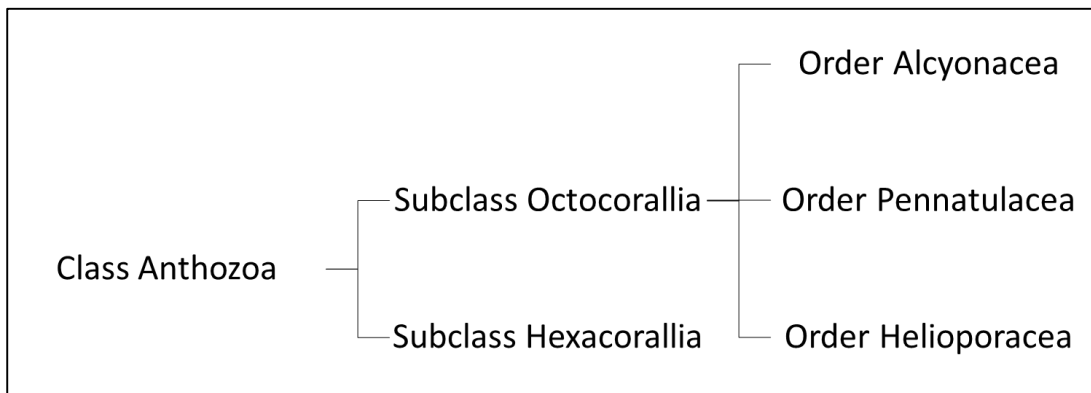 Order Alcyonacea
Subclass Octocorallia
Order Pennatulacea
Class Anthozoa
Subclass Hexacorallia
Order Helioporacea